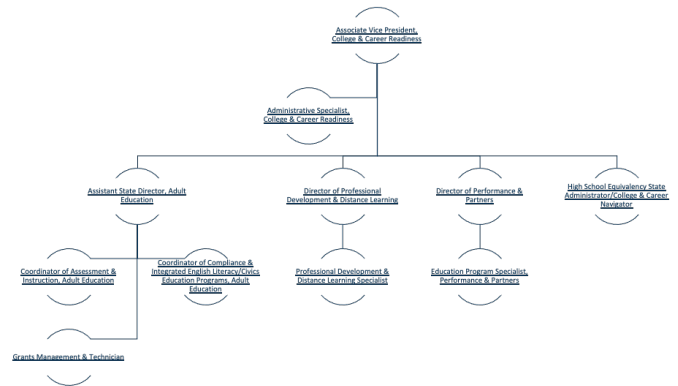 Associate Vice President,
College & Career Readiness
Administrative Specialist,
College & Career Readiness
Assistant State Director, Adult
Education
Director of Professional
Development & Distance Learning
Director of Performance &
Partners
High School Equivalency State
Administrator/College & Career
Navigator
Coordinator of Assessment &
Instruction, Adult Education
Coordinator of Compliance &
Integrated English Literacy/Civics
Education Programs, Adult
Education
Professional Development &
Distance Learning Specialist
Education Program Specialist,
Performance & Partners
Grants Management & Technician